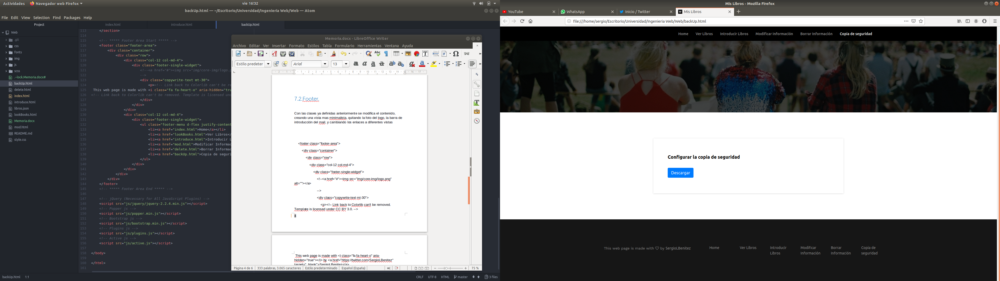 Actividades
Navegador web Firefox
vie 16:32
backUp.html — ~/Escritorio/Universidad/Ingenieria Web/Web — Atom
File Edit View Selection Find Packages Help
Project
index.html
introduce.html
backUp.html
Web
.git
css
fonts
img
js
scss
.~lock.Memoria.docx#
backUp.html
delete.html
index.html
introduce.html
libros.json
lookBooks.html
Memoria.docx
mod.html
README.md
style.css
113 </section>
114
115 <!-- ***** Footer Area Start ***** -->
116 <footer class="footer-area">
117 <div class="container">
118 <div class="row">
119 <div class="col-12 col-md-4">
120 <div class="footer-single-widget">
121 <!--<a href="#"><img src="img/core-img/logo.p
122 -->
123 <div class="copywrite-text mt-30">
124 <p><!-- Link back to Colorlib can't be re
125 This web page is made with <i class="fa fa-heart-o" aria-hidden="tru
126 <!-- Link back to Colorlib can't be removed. Template is licensed und
127 </div>
128 </div>
129 </div>
130 <div class="col-12 col-md-4">
131 <div class="footer-single-widget">
132 <ul class="footer-menu d-flex justify-content
133 <li><a href="index.html">Home</a></li>
134 <li><a href="lookBooks.html">Ver Libros</
135 <li><a href="introduce.html">Introducir L
136 <li><a href="mod.html">Modificar Informac
137 <li><a href="delete.html">Borrar Informac
138 <li><a href="backUp.html">Copia de seguri
139 </ul>
140 </div>
141 </div>
142 </div>
143 </div>
144 </footer>
145 <!-- ***** Footer Area End ***** -->
146
147 <!-- jQuery (Necessary for All JavaScript Plugins) -->
148 <script src="js/jquery/jquery-2.2.4.min.js"></script>
149 <!-- Popper js -->
150 <script src="js/popper.min.js"></script>
151 <!-- Bootstrap js -->
152 <script src="js/bootstrap.min.js"></script>
153 <!-- Plugins js -->
154 <script src="js/plugins.js"></script>
155 <!-- Active js -->
156 <script src="js/active.js"></script>
157
158 </body>
159
160 </html>
161
backUp.html 1:1
CRLF UTF-8 HTML master 3 files
Memoria.docx - LibreOffice Writer
Archivo Editar Ver Insertar Formato Estilos Tabla Formulario Herramientas Ventana Ayuda
Estilo predeter
Arial
13
7.2.Footer.
Con las clases ya definidas anteriormente se modifica el contenido,
creando una vista mas minimalista, quitando la foto del logo, la barra de
introducción del mail, y cambiando los enlaces a diferentes vistas
<footer class="footer-area">
<div class="container">
<div class="row">
<div class="col-12 col-md-4">
<div class="footer-single-widget">
<!--<a href="#"><img src="img/core-img/logo.png"
alt=""></a>
-->
<div class="copywrite-text mt-30">
<p><!-- Link back to Colorlib can't be removed.
Template is licensed under CC BY 3.0. -->
4
This web page is made with <i class="fa fa-heart-o" aria-
hidden="true"></i> by <a href="https://twitter.com/SergioLBenitez"
target="_blank">SergioLBenitez</a>
Página 4 de 6
333 palabras, 3.065 caracteres
Estilo predeterminado
Español (España)
75 %
Mis Libros - Mozilla Firefox
YouTube
WhatsApp
Inicio / Twitter
Mis Libros
file:///home/sergio/Escritorio/Universidad/Ingenieria Web/Web/backUp.html
Home Ver Libros Introducir Libros Modificar Información Borrar Información Copia de seguridad
Configurar la copia de seguridad
Descargar
This web page is made with ♡ by SergioLBenitez
Home
Ver Libros
Introducir
Libros
Modificar
Información
Borrar
Información
Copia de
seguridad